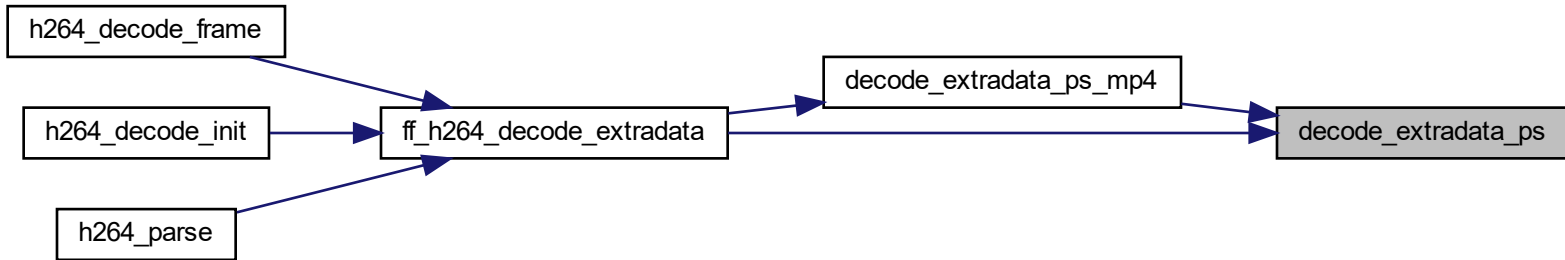 h264_decode_frame
decode_extradata_ps_mp4
h264_decode_init
ff_h264_decode_extradata
decode_extradata_ps
h264_parse